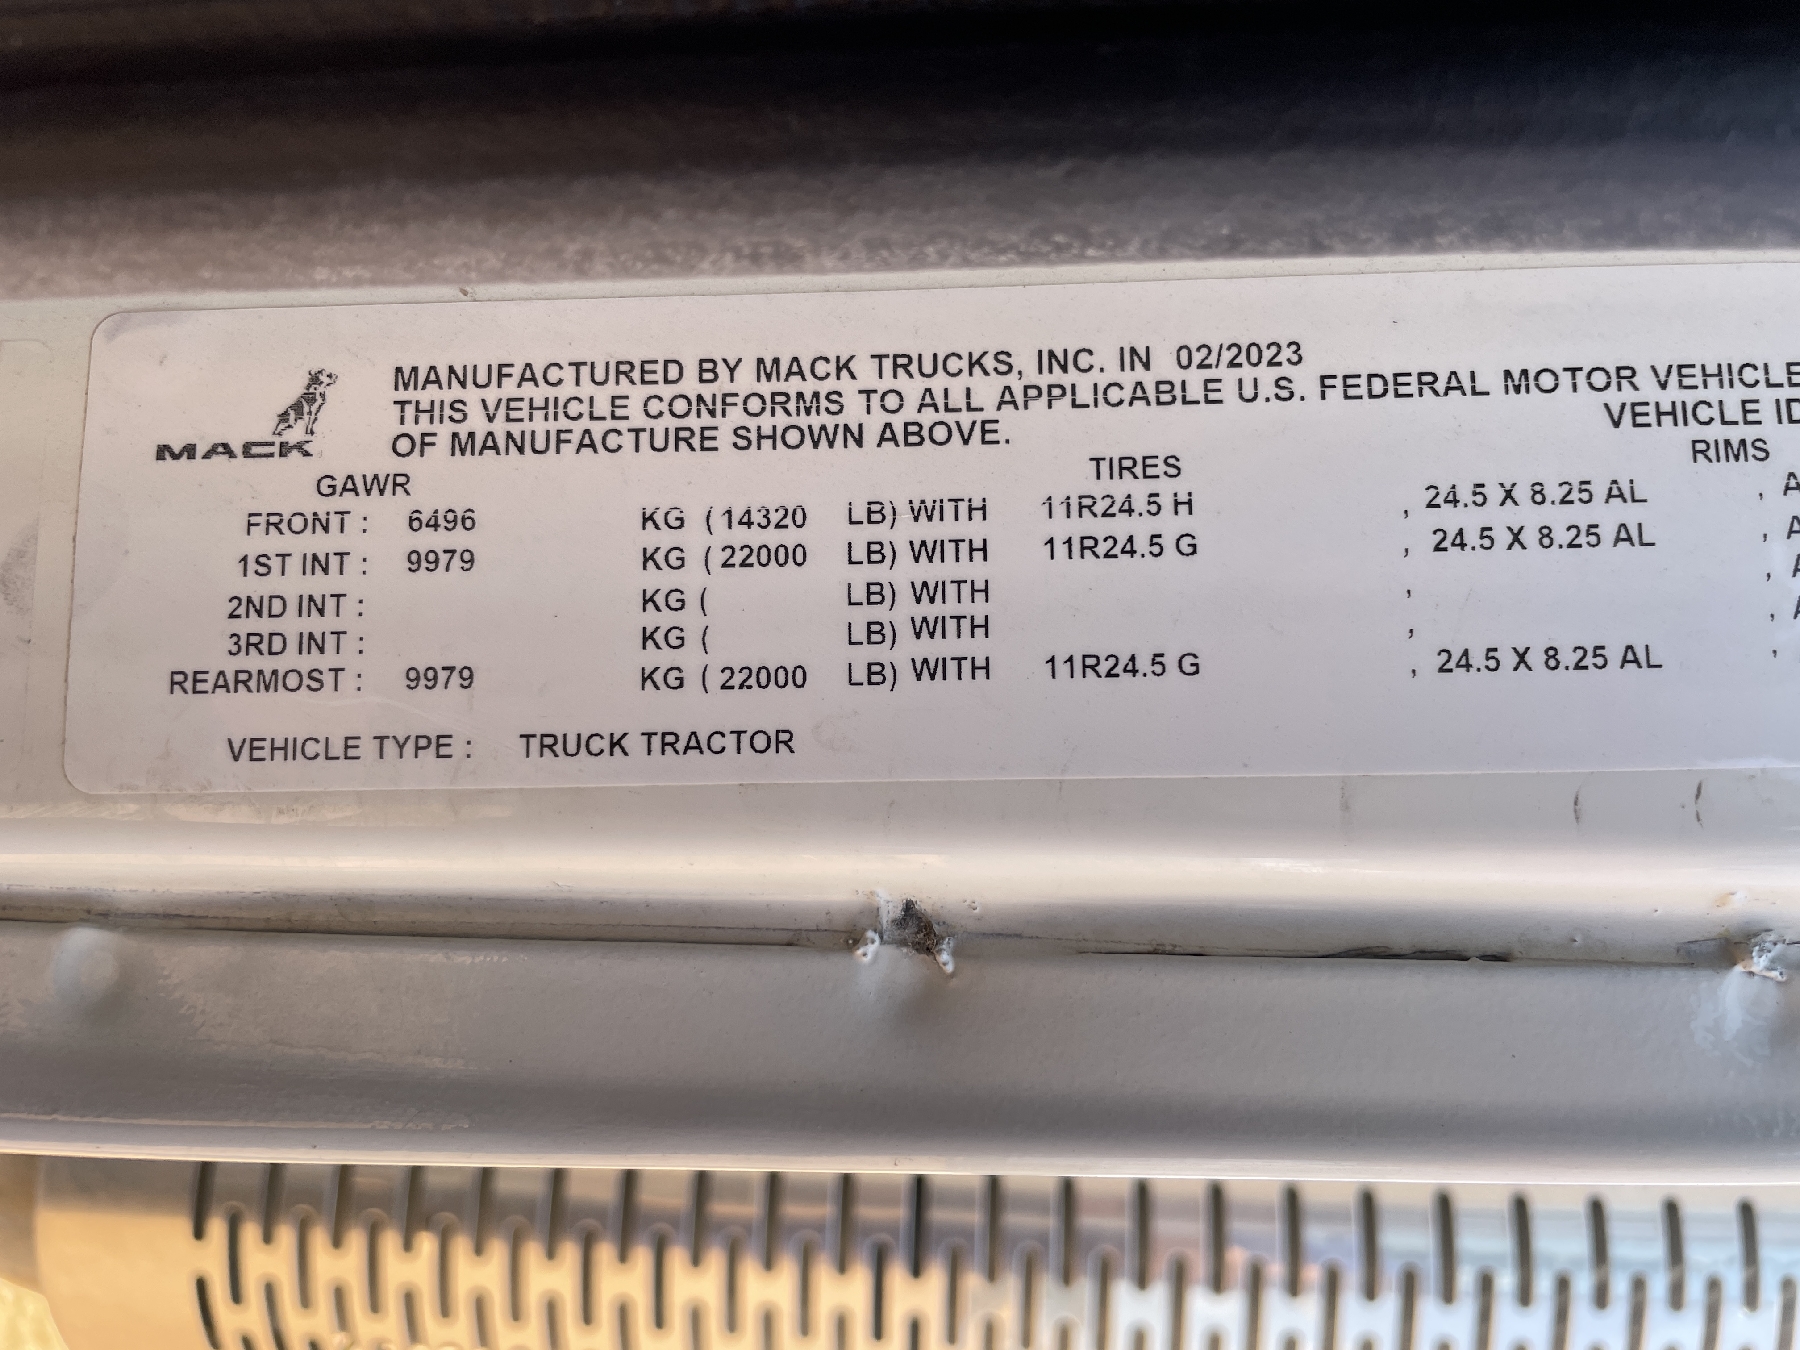 MANUFACTURED BY MACK TRUCKS, INC. IN 02/2023
THIS VEHICLE CONFORMS TO ALL APPLICABLE U.S. FEDERAL MOTOR VEHICLE
OF MANUFACTURE SHOWN ABOVE. VEHICLE ID
MACK
GAWR TIRES RIMS
FRONT : 6496 KG ( 14320 LB) WITH 11R24.5 H , 24.5 X 8.25 AL , A
1ST INT : 9979 KG ( 22000 LB) WITH 11R24.5 G , 24.5 X 8.25 AL , A
2ND INT : KG ( LB) WITH , , A
3RD INT : KG ( LB) WITH , , A
REARMOST : 9979 KG ( 22000 LB) WITH 11R24.5 G , 24.5 X 8.25 AL ,
VEHICLE TYPE : TRUCK TRACTOR